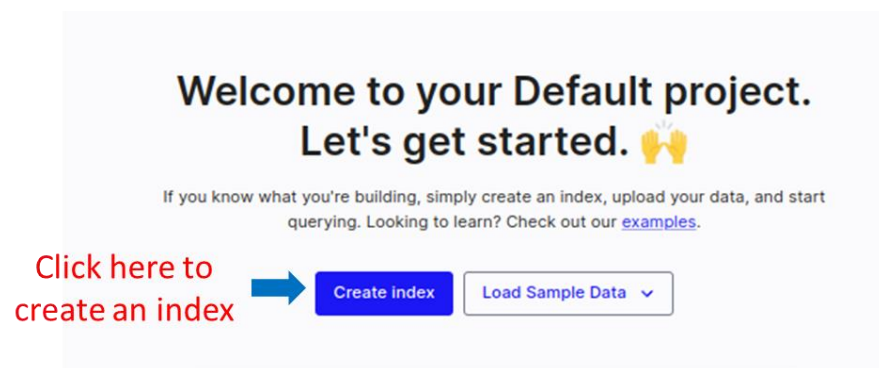 Welcome to your Default project.
Let's get started. 🙌
If you know what you're building, simply create an index, upload your data, and start
querying. Looking to learn? Check out our examples.
Click here to
create an index
Create index
Load Sample Data